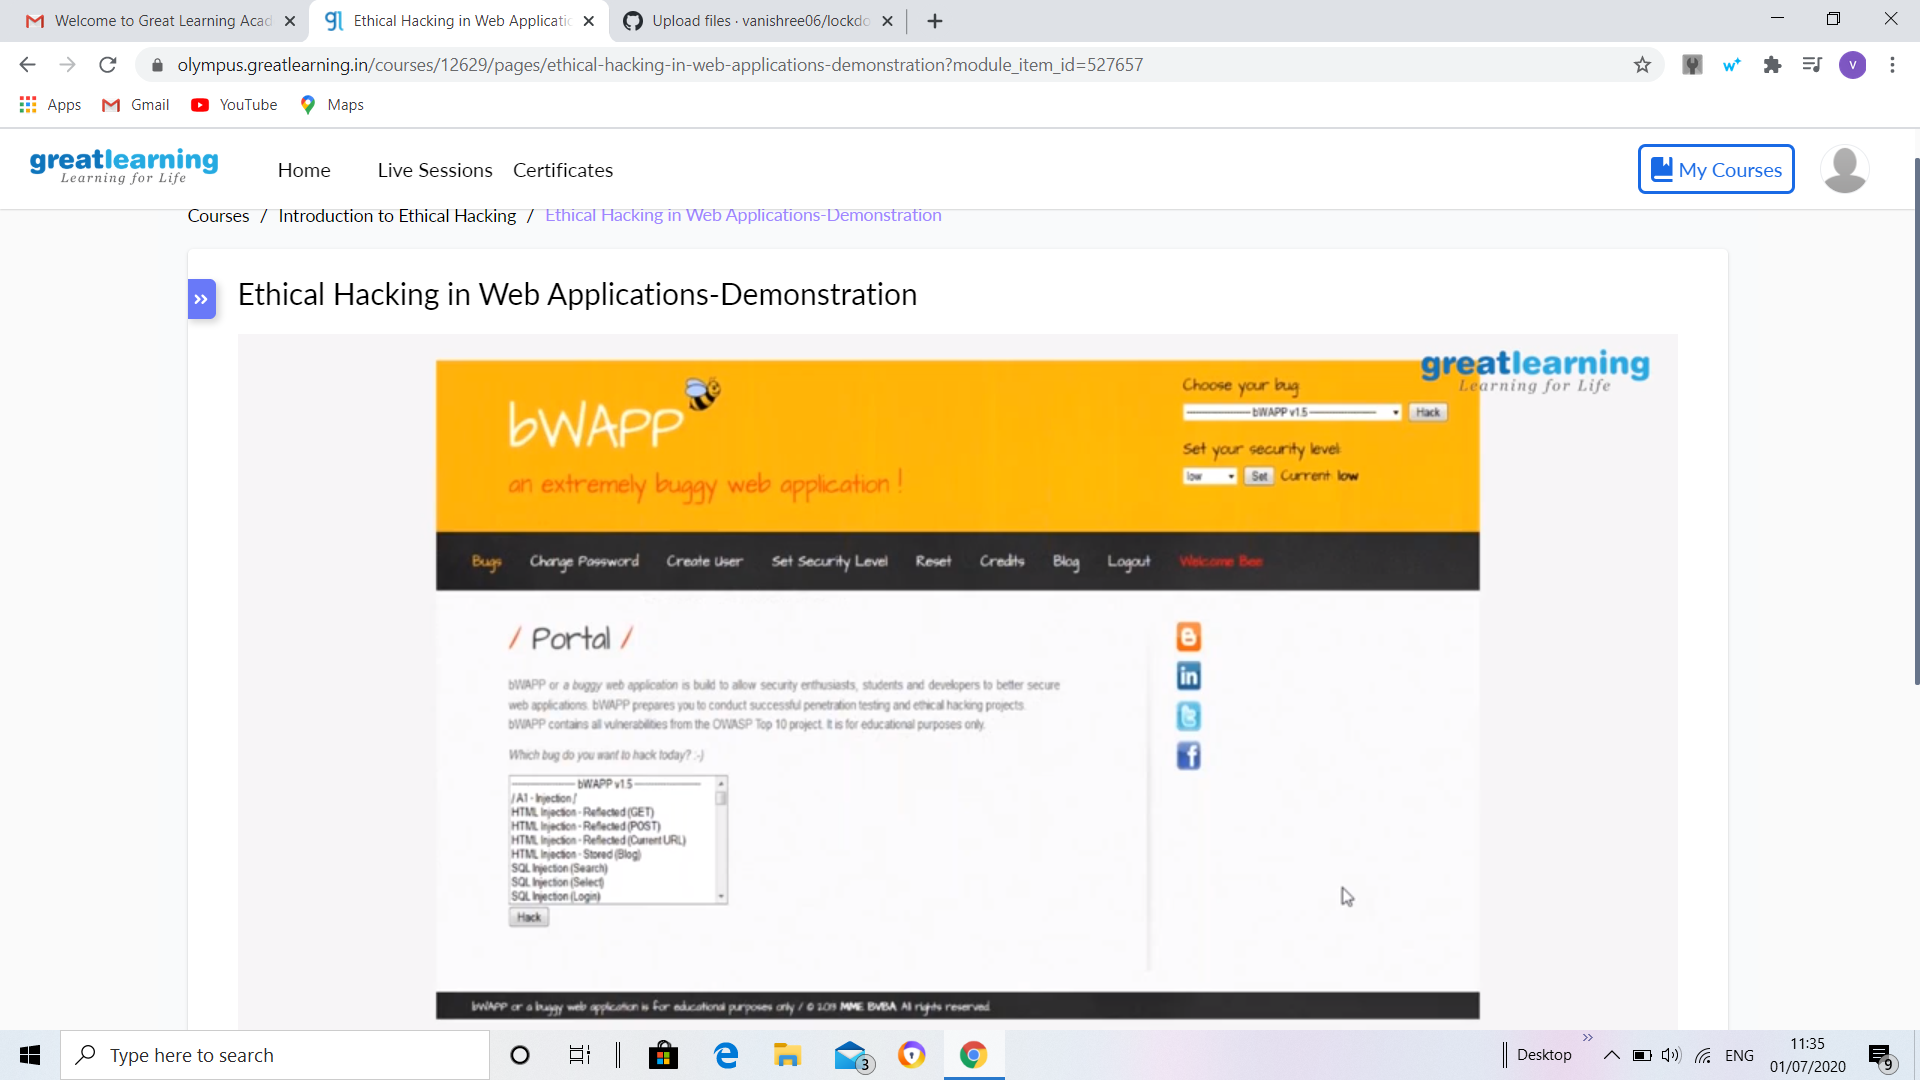 Welcome to Great Learning Acad
Ethical Hacking in Web Applicatic
Upload files · vanishree06/lockdo
olympus.greatlearning.in/courses/12629/pages/ethical-hacking-in-web-applications-demonstration?module_item_id=527657
w+
V
Apps
Gmail
YouTube
Maps
greatlearning
Learning for Life
Home
Live Sessions
Certificates
My Courses
Courses / Introduction to Ethical Hacking / Ethical Hacking in Web Applications-Demonstration
Ethical Hacking in Web Applications-Demonstration
greatlearning
Learning for Life
bWAPP
an extremely buggy web application !
Choose your bug
bWAPP v1.5
Hack
Set your security level:
low
Set
Current: low
Bugs
Change Password
Create User
Set Security Level
Reset
Credits
Blog
Logout
Welcome Bee
/ Portal /
bWAPP or a buggy web application is build to allow security enthusiasts, students and developers to better secure
web applications. bWAPP prepares you to conduct successful penetration testing and ethical hacking projects.
bWAPP contains all vulnerabilities from the OWASP Top 10 project. It is for educational purposes only.
Which bug do you want to hack today? :-)
bWAPP v1.5
/ A1 - Injection /
HTML Injection - Reflected (GET)
HTML Injection - Reflected (POST)
HTML Injection - Reflected (Current URL)
HTML Injection - Stored (Blog)
SQL Injection (Search)
SQL Injection (Select)
SQL Injection (Login)
Hack
in
bWAPP or a buggy web application is for educational purposes only / © 2013 MME BVBA. All rights reserved.
Type here to search
3
Desktop
ENG
11:35
01/07/2020
9